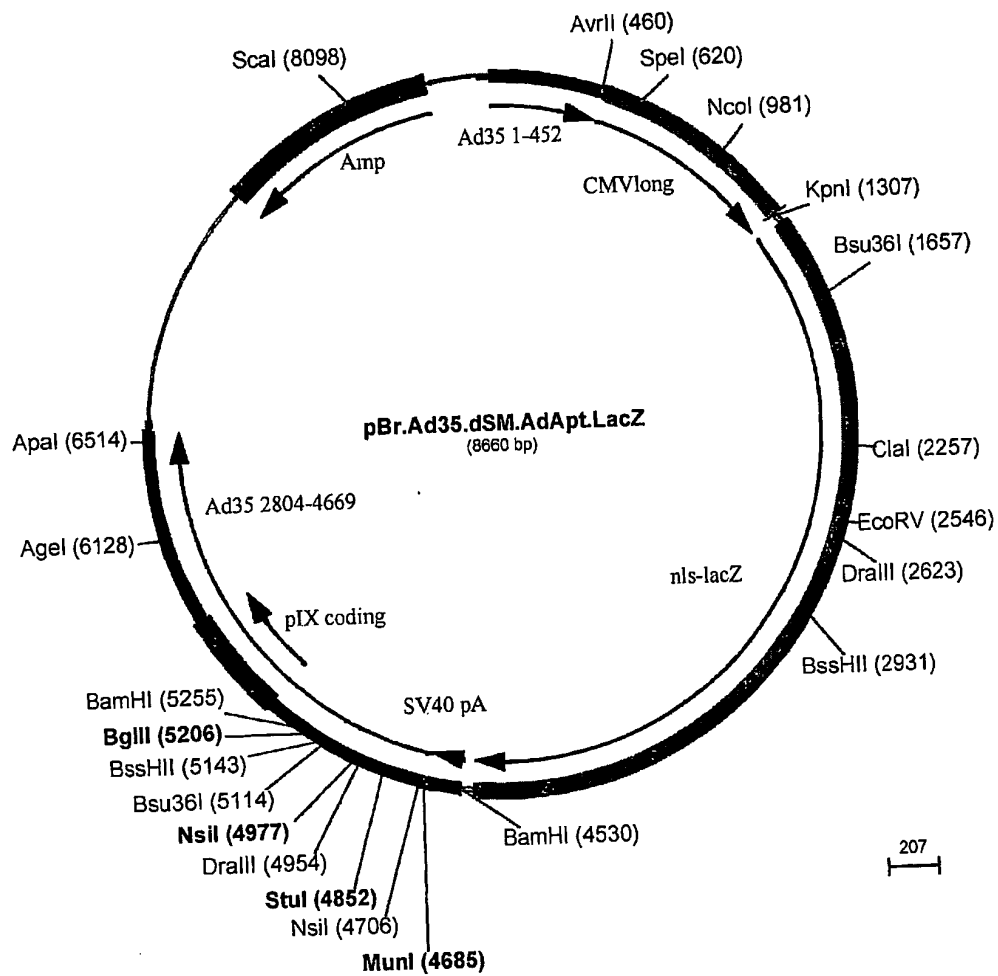 AvrII (460)
ScaI (8098)
SpeI (620)
NcoI (981)
Ad35 1-452
Amp
CMVlong
KpnI (1307)
Bsu36I (1657)
pBr.Ad35.dSM.AdApt.LacZ
(8660 bp)
ApaI (6514)
ClaI (2257)
Ad35 2804-4669
EcoRV (2546)
AgeI (6128)
DraIII (2623)
nls-lacZ
pIX coding
BssHII (2931)
BamHI (5255)
SV40 pA
BglII (5206)
BssHII (5143)
Bsu36I (5114)
NsiI (4977)
BamHI (4530)
DraIII (4954)
207
StuI (4852)
NsiI (4706)
MunI (4685)